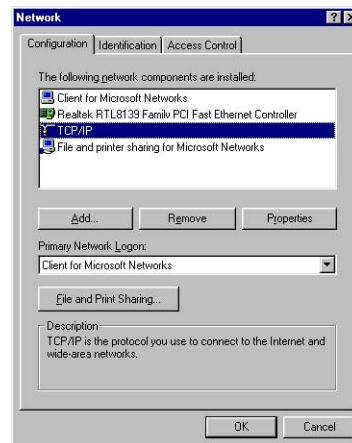 Network
Configuration Identification Access Control
The following network components are installed:
Client for Microsoft Networks
Realtek RTL8139 Family PCI Fast Ethernet Controller
TCP/IP
File and printer sharing for Microsoft Networks
Add... Remove Properties
Primary Network Logon:
Client for Microsoft Networks
File and Print Sharing...
Description
TCP/IP is the protocol you use to connect to the Internet and
wide-area networks.
OK Cancel